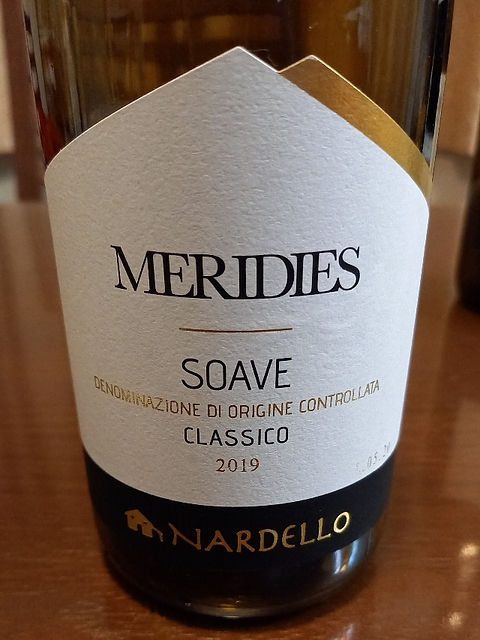 MERIDIES
SOAVE
DENOMINAZIONE DI ORIGINE CONTROLLATA
CLASSICO
2019
NARDELLO